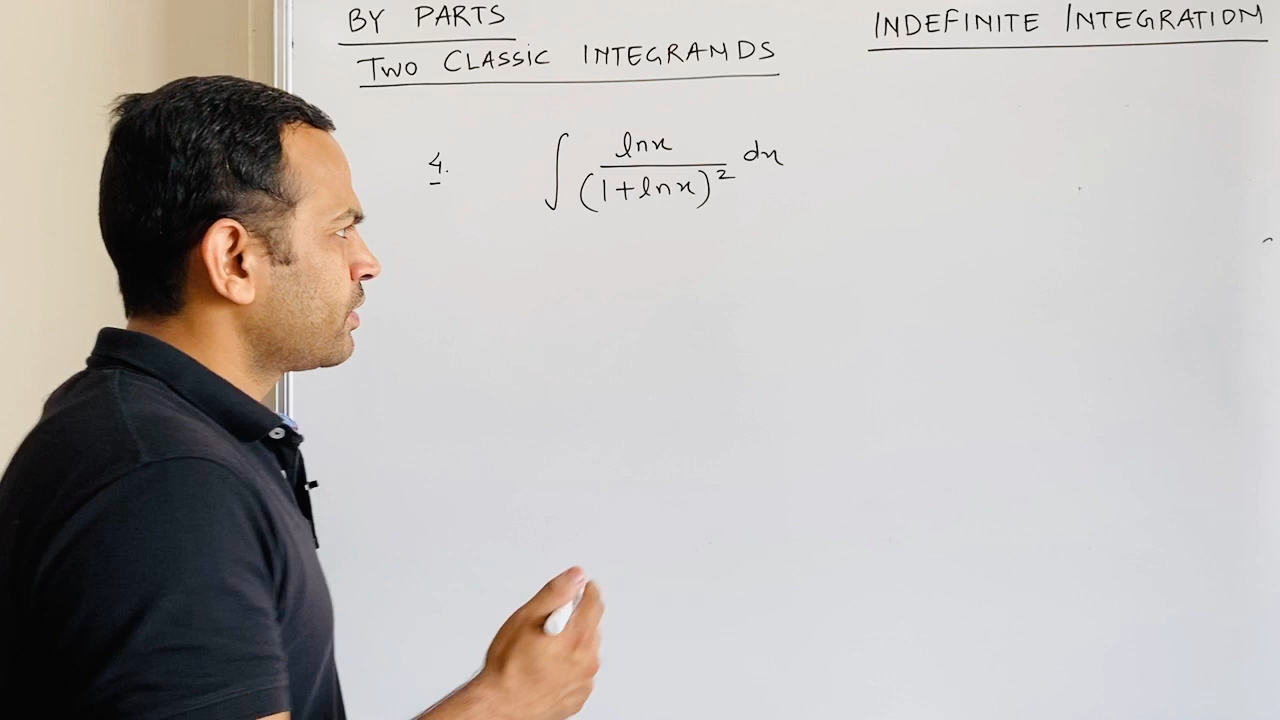 BY PARTS
INDEFINITE INTEGRATION
TWO CLASSIC INTEGRANDS
4. ∫ lnx/(1+lnx)² dx